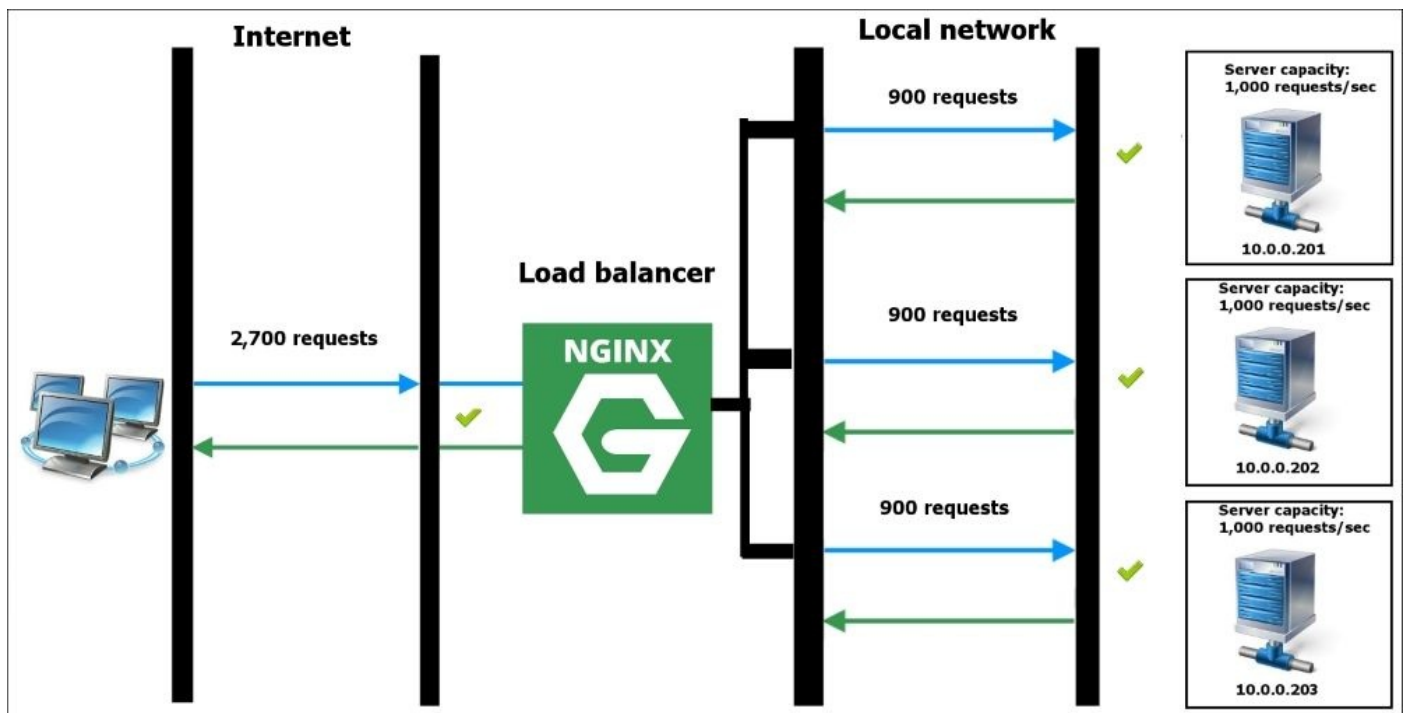 Internet
Local network
Server capacity:
1,000 requests/sec
900 requests
10.0.0.201
Load balancer
Server capacity:
1,000 requests/sec
2,700 requests
NGINX
900 requests
10.0.0.202
Server capacity:
1,000 requests/sec
900 requests
10.0.0.203